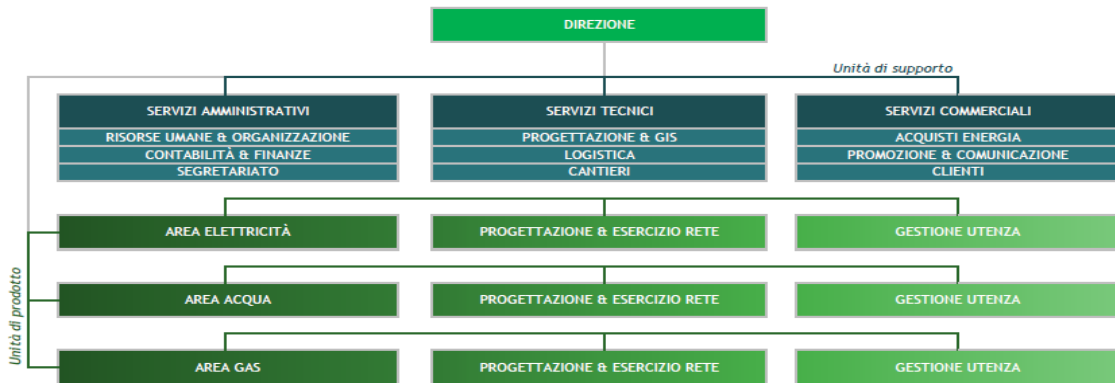 DIREZIONE
Unità di supporto
SERVIZI AMMINISTRATIVI
RISORSE UMANE & ORGANIZZAZIONE
CONTABILITÀ & FINANZE
SEGRETARIATO
SERVIZI TECNICI
PROGETTAZIONE & GIS
LOGISTICA
CANTIERI
SERVIZI COMMERCIALI
ACQUISTI ENERGIA
PROMOZIONE & COMUNICAZIONE
CLIENTI
Unità di prodotto
AREA ELETTRICITÀ
PROGETTAZIONE & ESERCIZIO RETE
GESTIONE UTENZA
AREA ACQUA
PROGETTAZIONE & ESERCIZIO RETE
GESTIONE UTENZA
AREA GAS
PROGETTAZIONE & ESERCIZIO RETE
GESTIONE UTENZA